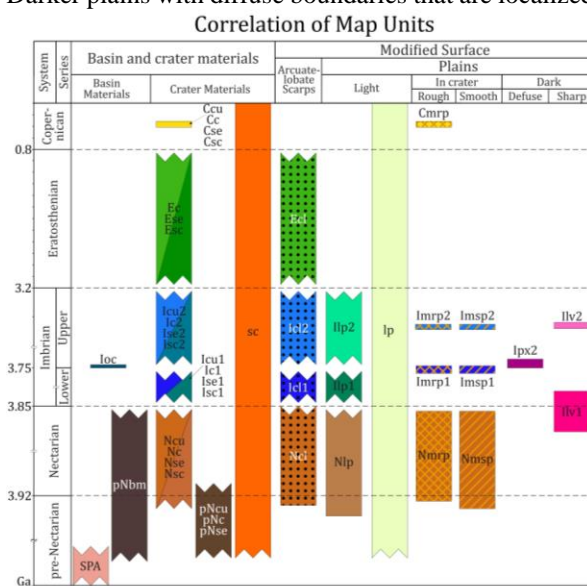 Darker plains with diffuse boundaries that are localized
Correlation of Map Units
System
Series
Basin and crater materials
Modified Surface
Basin
Materials
Crater Materials
Arcuate-
lobate
Scarps
Plains
Light
In crater
Dark
Rough
Smooth
Defuse
Sharp
Coper-
nican
Ccu
Cc
Cse
Csc
Cmrp
0.8
Eratosthenian
Ec
Ese
Esc
Ecl
3.2
Imbrian
Upper
Icu2
Ic2
Ise2
isc2
sc
Icl2
Ilp2
lp
Imrp2
Imsp2
Ilv2
Ioc
Ipx2
3.75
Lower
Icu1
Ic1
Ise1
Isc1
Icl1
Ilp1
Imrp1
Imsp1
Ilv1
3.85
Nectarian
pNbm
Ncu
Nc
Nse
Nsc
Ncl
Nlp
Nmrp
Nmsp
3.92
pre-Nectarian
pNcu
pNc
pNse
SPA
Ga